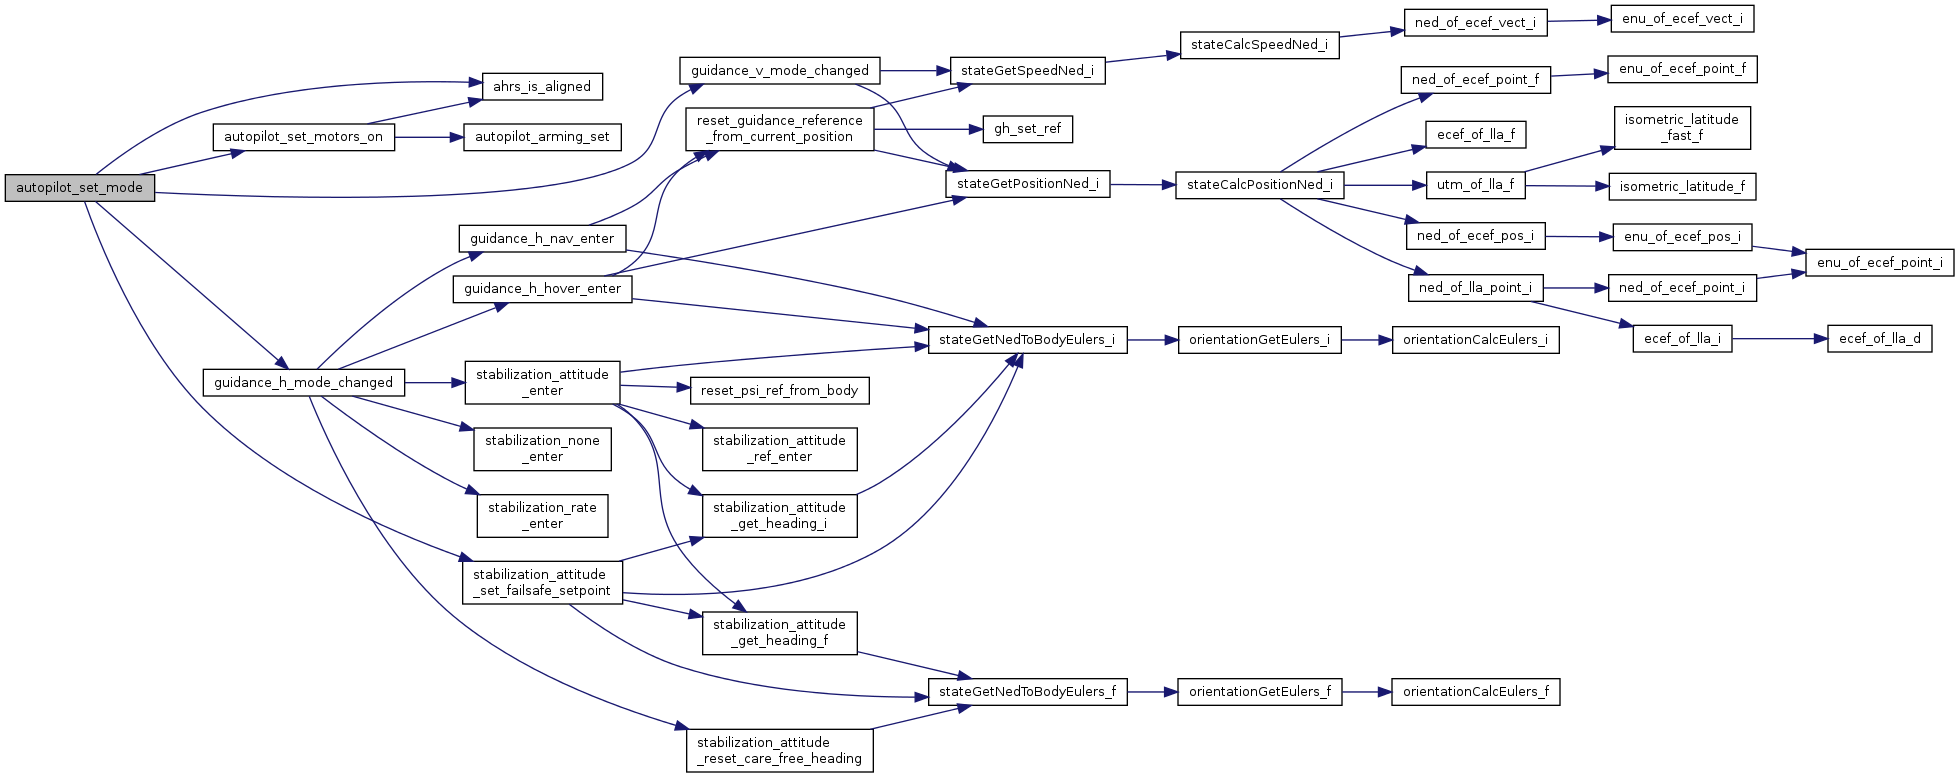 autopilot_set_mode
ahrs_is_aligned
autopilot_set_motors_on
autopilot_arming_set
guidance_v_mode_changed
reset_guidance_reference
_from_current_position
guidance_h_nav_enter
guidance_h_hover_enter
guidance_h_mode_changed
stabilization_attitude
_enter
stabilization_none
_enter
stabilization_rate
_enter
stabilization_attitude
_set_failsafe_setpoint
reset_psi_ref_from_body
stabilization_attitude
_ref_enter
stabilization_attitude
_get_heading_i
stabilization_attitude
_get_heading_f
stabilization_attitude
_reset_care_free_heading
stateGetSpeedNed_i
gh_set_ref
stateGetPositionNed_i
stateGetNedToBodyEulers_i
stateGetNedToBodyEulers_f
stateCalcSpeedNed_i
stateCalcPositionNed_i
orientationGetEulers_i
orientationGetEulers_f
ned_of_ecef_vect_i
ned_of_ecef_point_f
ecef_of_lla_f
utm_of_lla_f
ned_of_ecef_pos_i
ned_of_lla_point_i
orientationCalcEulers_i
orientationCalcEulers_f
enu_of_ecef_vect_i
enu_of_ecef_point_f
isometric_latitude
_fast_f
isometric_latitude_f
enu_of_ecef_pos_i
ned_of_ecef_point_i
ecef_of_lla_i
enu_of_ecef_point_i
ecef_of_lla_d